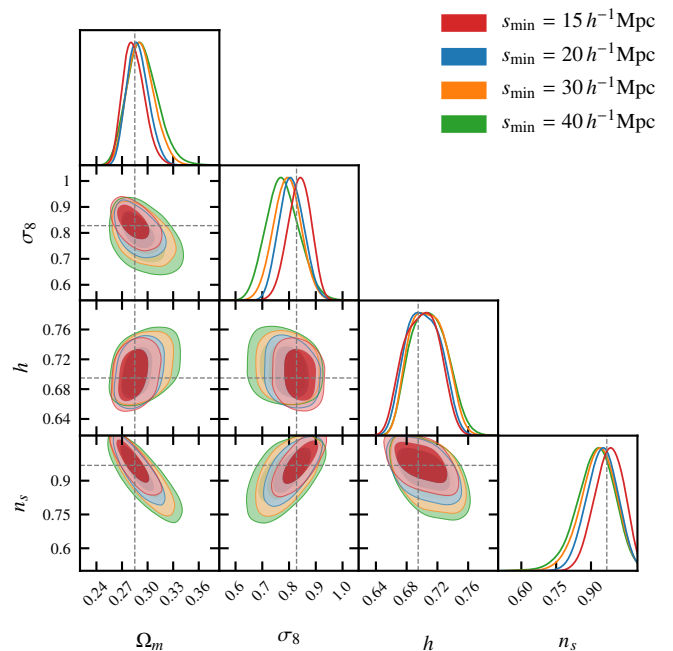 s_min = 15 h⁻¹Mpc
s_min = 20 h⁻¹Mpc
s_min = 30 h⁻¹Mpc
s_min = 40 h⁻¹Mpc
1
0.9
0.8
0.7
0.6
σ₈
0.76
0.72
0.68
0.64
h
0.9
0.75
0.6
n_s
0.24 0.27 0.30 0.33 0.36
0.6 0.7 0.8 0.9 1.0
0.64 0.68 0.72 0.76
0.60 0.75 0.90
Ω_m σ₈ h n_s